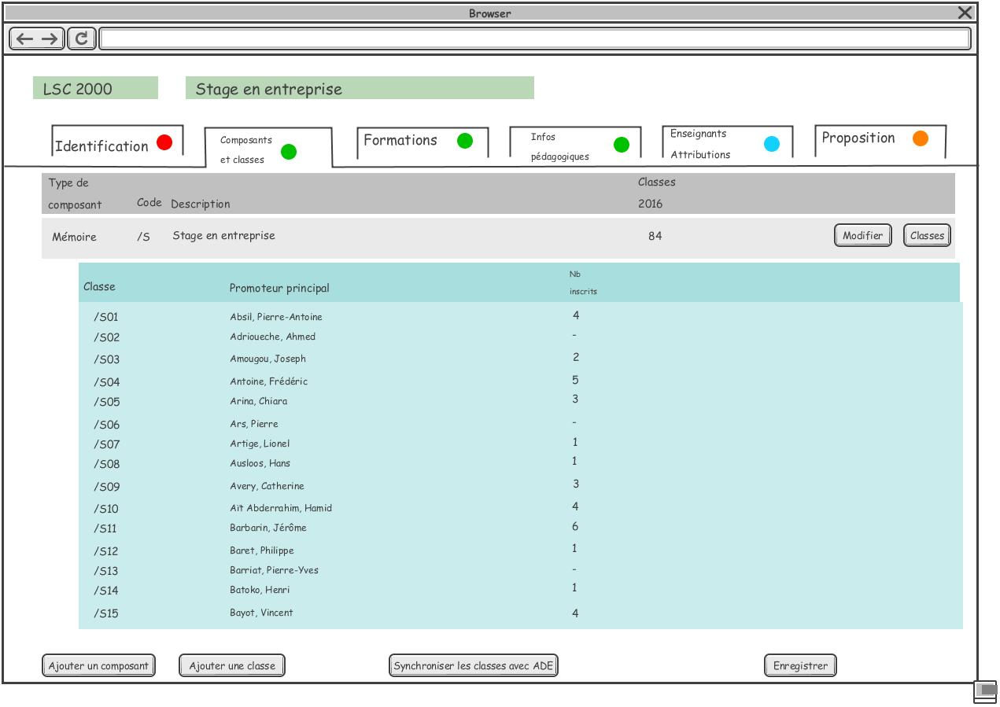 Browser
LSC 2000 Stage en entreprise
Identification
Composants
et classes
Formations
Infos
pédagogiques
Enseignants
Attributions
Proposition
Type de
composant Code Description
Classes
2016
Mémoire /S Stage en entreprise 84 Modifier Classes
Classe Promoteur principal
Nb
inscrits
/S01 Absil, Pierre-Antoine 4
/S02 Adrioueche, Ahmed -
/S03 Amougou, Joseph 2
/S04 Antoine, Frédéric 5
/S05 Arina, Chiara 3
/S06 Ars, Pierre -
/S07 Artige, Lionel 1
/S08 Ausloos, Hans 1
/S09 Avery, Catherine 3
/S10 Aït Abderrahim, Hamid 4
/S11 Barbarin, Jérôme 6
/S12 Baret, Philippe 1
/S13 Barriat, Pierre-Yves -
/S14 Batoko, Henri 1
/S15 Bayot, Vincent 4
Ajouter un composant Ajouter une classe Synchroniser les classes avec ADE Enregistrer